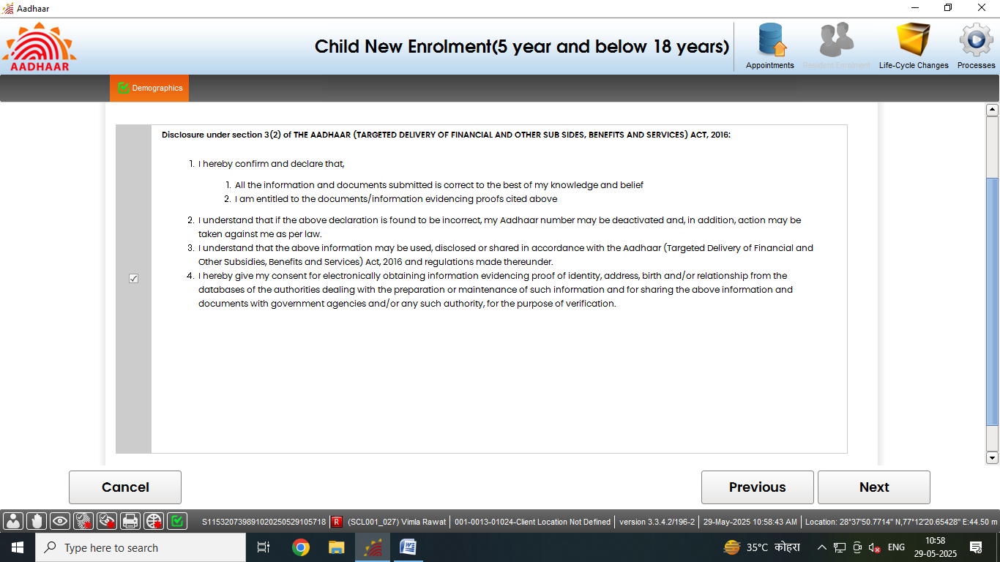 Aadhaar
AADHAAR
Child New Enrolment(5 year and below 18 years)
Appointments
Resident Enrolment
Life-Cycle Changes
Processes
Demographics
Disclosure under section 3(2) of THE AADHAAR (TARGETED DELIVERY OF FINANCIAL AND OTHER SUB SIDES, BENEFITS AND SERVICES) ACT, 2016:
1. I hereby confirm and declare that,
1. All the information and documents submitted is correct to the best of my knowledge and belief
2. I am entitled to the documents/information evidencing proofs cited above
2. I understand that if the above declaration is found to be incorrect, my Aadhaar number may be deactivated and, in addition, action may be
taken against me as per law.
3. I understand that the above information may be used, disclosed or shared in accordance with the Aadhaar (Targeted Delivery of Financial and
Other Subsidies, Benefits and Services) Act, 2016 and regulations made thereunder.
4. I hereby give my consent for electronically obtaining information evidencing proof of identity, address, birth and/or relationship from the
databases of the authorities dealing with the preparation or maintenance of such information and for sharing the above information and
documents with government agencies and/or any such authority, for the purpose of verification.
Cancel
Previous
Next
S115320739891020250529105718 R (SCL001_027) Vimla Rawat 001-0013-01024-Client Location Not Defined version 3.3.4.2/196-2 29-May-2025 10:58:43 AM Location: 28°37'50.7714" N,77°12'20.65428" E:44.50 m
Type here to search
35°C कोहरा
ENG
10:58
29-05-2025